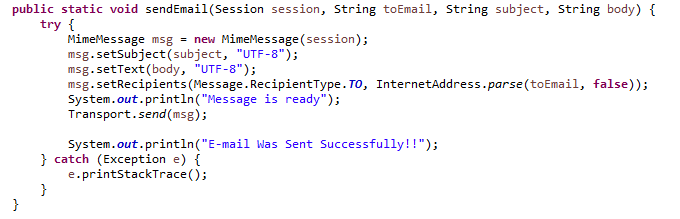 public static void sendEmail(Session session, String toEmail, String subject, String body) {
try {
MimeMessage msg = new MimeMessage(session);
msg.setSubject(subject, "UTF-8");
msg.setText(body, "UTF-8");
msg.setRecipients(Message.RecipientType.TO, InternetAddress.parse(toEmail, false));
System.out.println("Message is ready");
Transport.send(msg);
System.out.println("E-mail Was Sent Successfully!!");
} catch (Exception e) {
e.printStackTrace();
}
}